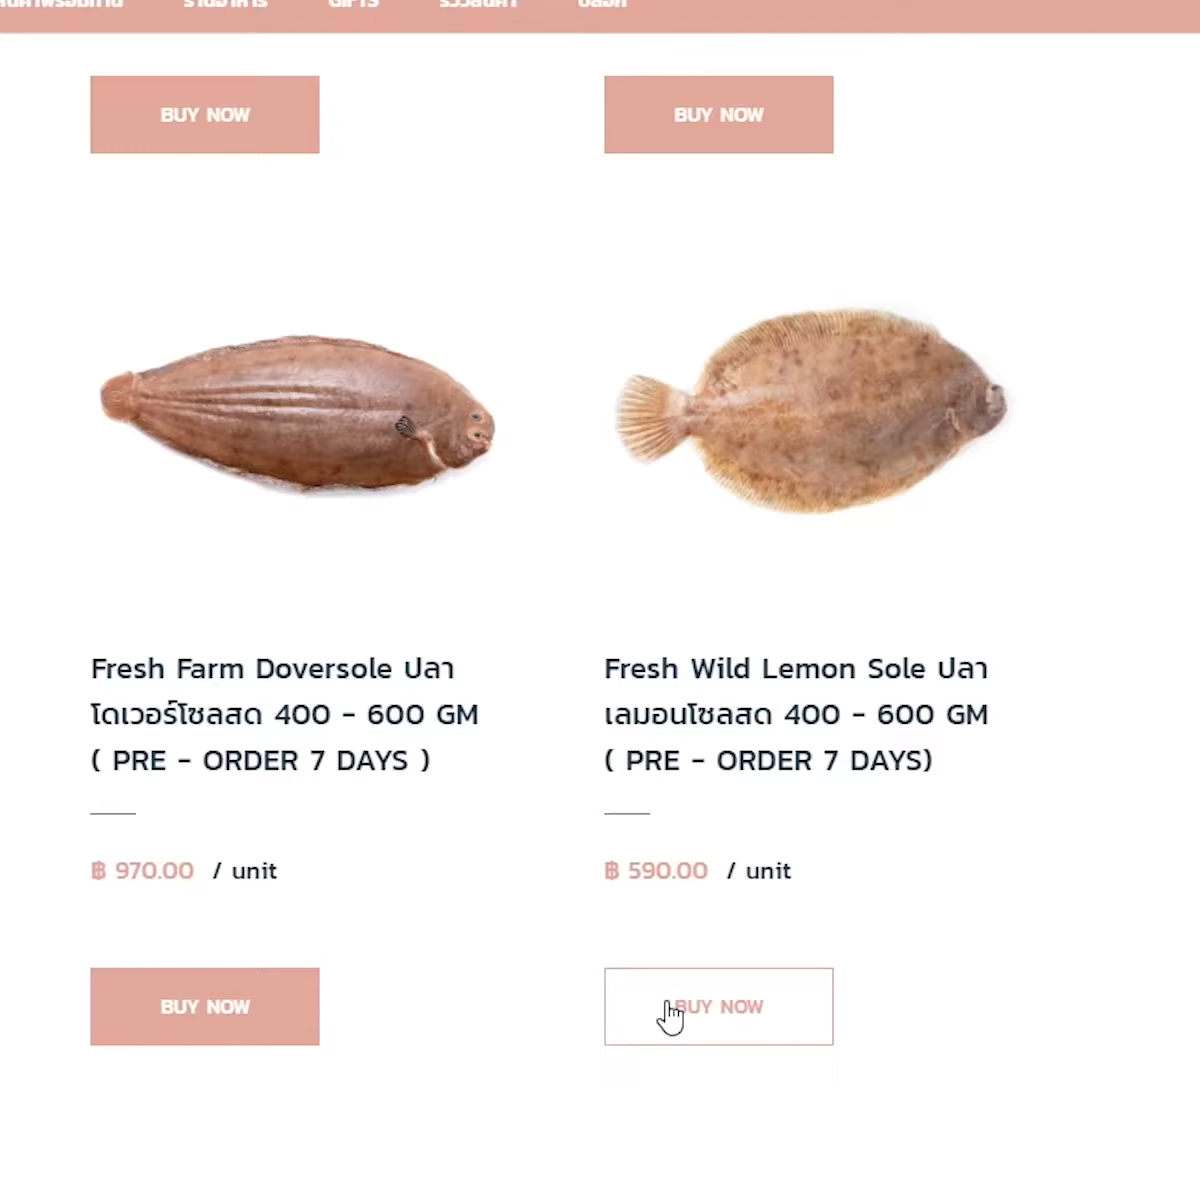 GIFTS
BUY NOW
BUY NOW
Fresh Farm Doversole ปลา
โดเวอร์โซลสด 400 - 600 GM
( PRE - ORDER 7 DAYS )
฿ 970.00 / unit
BUY NOW
Fresh Wild Lemon Sole ปลา
เลมอนโซลสด 400 - 600 GM
( PRE - ORDER 7 DAYS)
฿ 590.00 / unit
BUY NOW